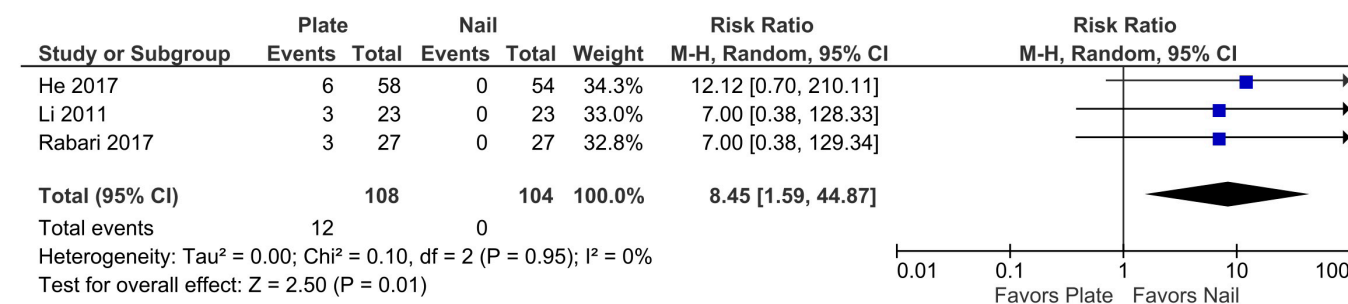 Plate Nail Risk Ratio Risk Ratio
Study or Subgroup Events Total Events Total Weight M-H, Random, 95% CI M-H, Random, 95% CI
He 2017 6 58 0 54 34.3% 12.12 [0.70, 210.11]
Li 2011 3 23 0 23 33.0% 7.00 [0.38, 128.33]
Rabari 2017 3 27 0 27 32.8% 7.00 [0.38, 129.34]
Total (95% CI) 108 104 100.0% 8.45 [1.59, 44.87]
Total events 12 0
Heterogeneity: Tau² = 0.00; Chi² = 0.10, df = 2 (P = 0.95); I² = 0%
Test for overall effect: Z = 2.50 (P = 0.01)
0.01 0.1 1 10 100
Favors Plate Favors Nail